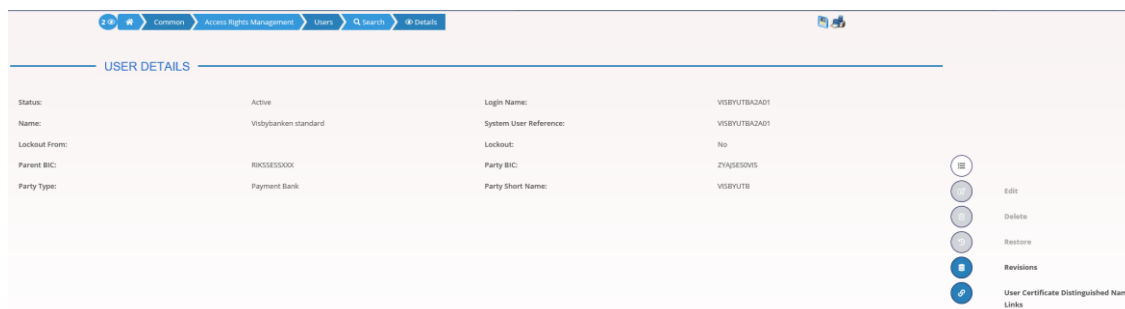 2 Common Access Rights Management Users Search Details
USER DETAILS
Status: Active Login Name: VISBYUTBA2A01
Name: Visbybanken standard System User Reference: VISBYUTBA2A01
Lockout From: Lockout: No
Parent BIC: RIKSSESSXXX Party BIC: ZYAJSES0VIS
Party Type: Payment Bank Party Short Name: VISBYUTB
Edit
Delete
Restore
Revisions
User Certificate Distinguished Nam
Links